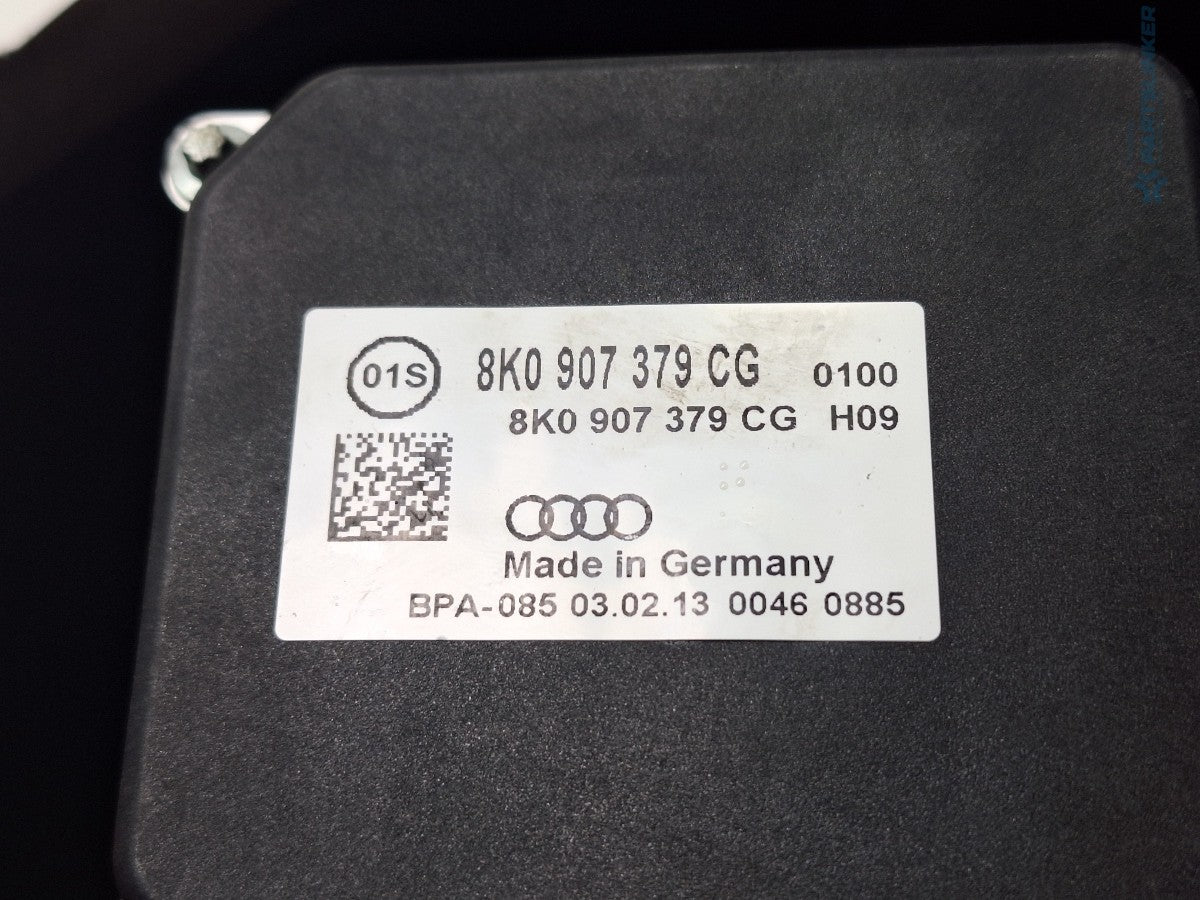 01S
8K0 907 379 CG 0100
8K0 907 379 CG H09
Made in Germany
BPA-085 03.02.13 0046 0885